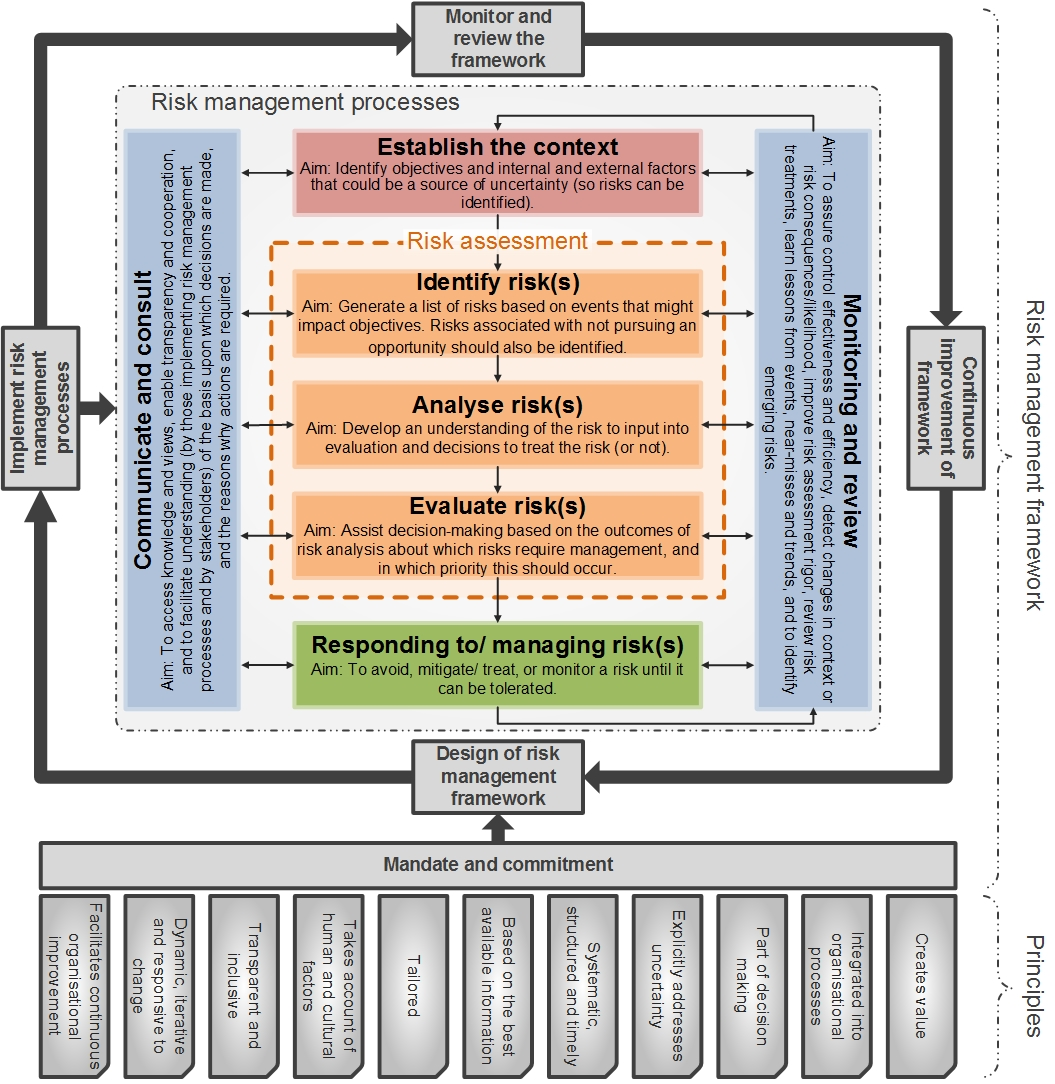 Monitor and
review the
framework
Risk management processes
Establish the context
Aim: Identify objectives and internal and external factors
that could be a source of uncertainty (so risks can be
identified).
Risk assessment
Identify risk(s)
Aim: Generate a list of risks based on events that might
impact objectives. Risks associated with not pursuing an
opportunity should also be identified.
Analyse risk(s)
Aim: Develop an understanding of the risk to input into
evaluation and decisions to treat the risk (or not).
Evaluate risk(s)
Aim: Assist decision-making based on the outcomes of
risk analysis about which risks require management, and
in which priority this should occur.
Responding to/ managing risk(s)
Aim: To avoid, mitigate/ treat, or monitor a risk until it
can be tolerated.
Communicate and consult
Aim: To access knowledge and views, enable transparency and cooperation,
and to facilitate understanding (by those implementing risk management
processes and by stakeholders) of the basis upon which decisions are made,
and the reasons why actions are required.
Monitoring and review
Aim: To assure control effectiveness and efficiency, detect changes in context or
risk consequences/likelihood, improve risk assessment rigor, review risk
treatments, learn lessons from events, near-misses and trends, and to identify
emerging risks.
Implement risk
management
processes
Continuous
improvement of
framework
Design of risk
management
framework
Risk management framework
Mandate and commitment
Facilitates continuous
organisational
improvement
Dynamic, iterative
and responsive to
change
Transparent and
inclusive
Takes account of
human and cultural
factors
Tailored
Based on the best
available information
Systemtic,
structured and timely
Explicitly addresses
uncertainty
Part of decision
making
Integrated into
organisational
processes
Creates value
Principles